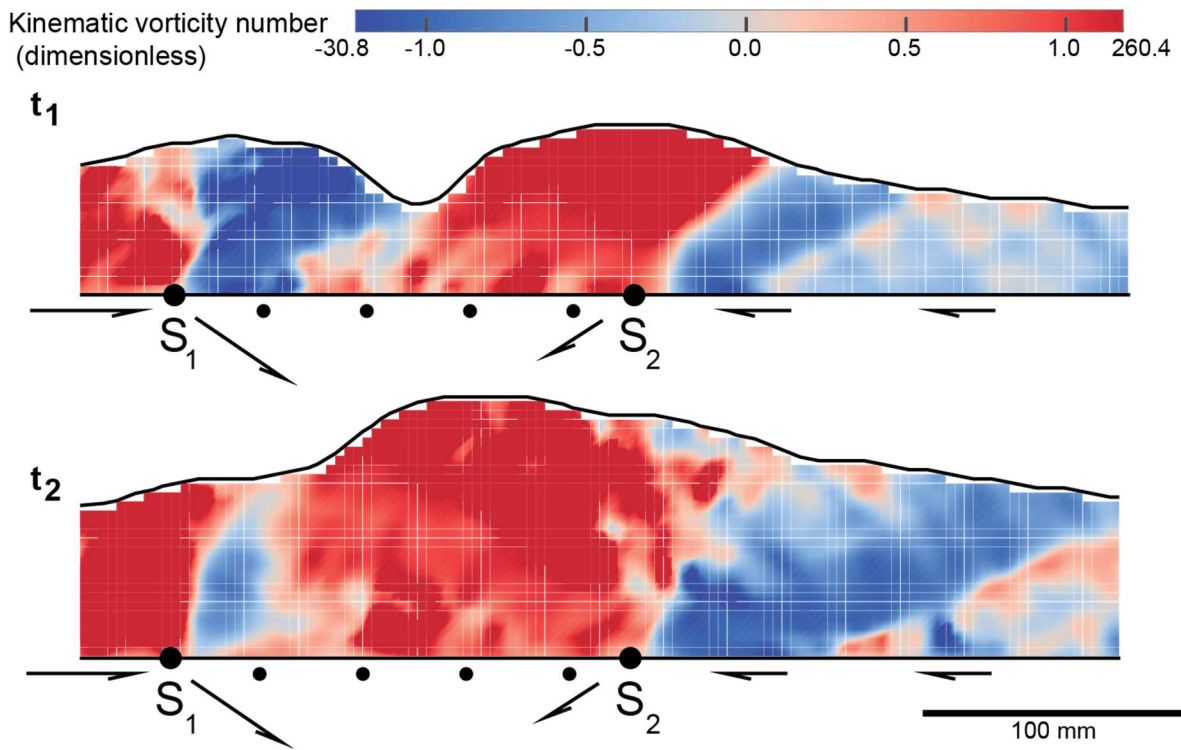 Kinematic vorticity number
(dimensionless)
-30.8 -1.0 -0.5 0.0 0.5 1.0 260.4
t1
S1 S2
t2
S1 S2
100 mm